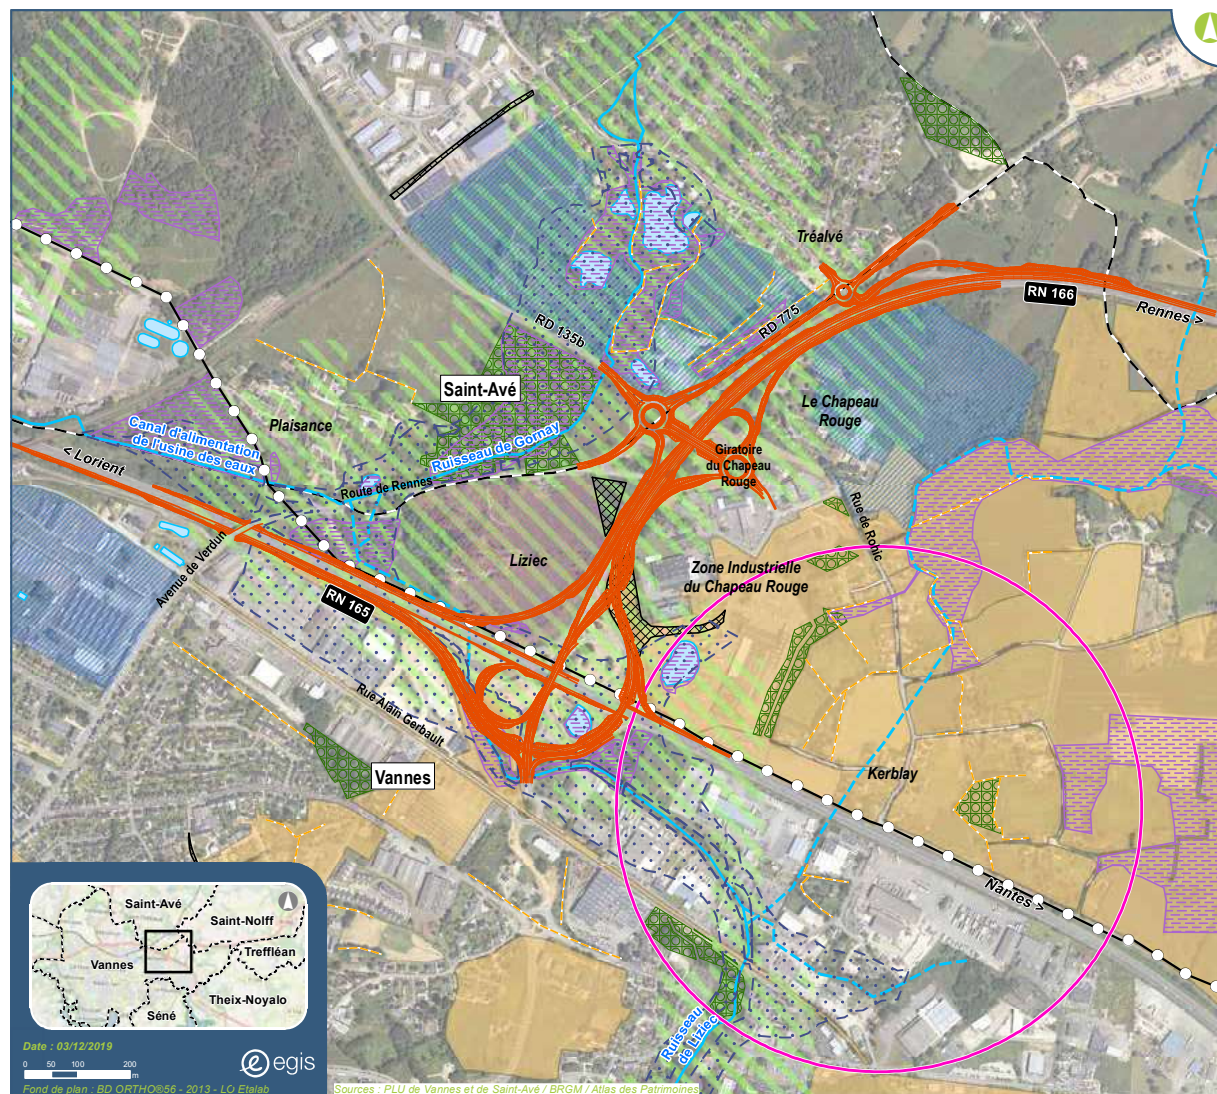 Tréalvé
RN 166
Rennes >
RD 775
RD 135b
Saint-Avé
Le Chapeau
Rouge
Plaisance
Canal d'alimentation
de l'usine des eaux
< Lorient
Ruisseau de Gornay
Giratoire
du Chapeau
Rouge
Route de Rennes
Rue de Rohic
Avenue de Verdun
Liziec
Zone Industrielle
du Chapeau Rouge
RN 165
Rue Alain Gerbault
Vannes
Kerblay
Nantes >
Ruisseau
de Liziec
Saint-Avé
Saint-Nolff
Vannes
Treffléan
Theix-Noyalo
Séné
Date : 03/12/2019
0 50 100 200
m
egis
Fond de plan : BD ORTHO®56 - 2013 - LO Etalab
Sources : PLU de Vannes et de Saint-Avé / BRGM / Atlas des Patrimoines